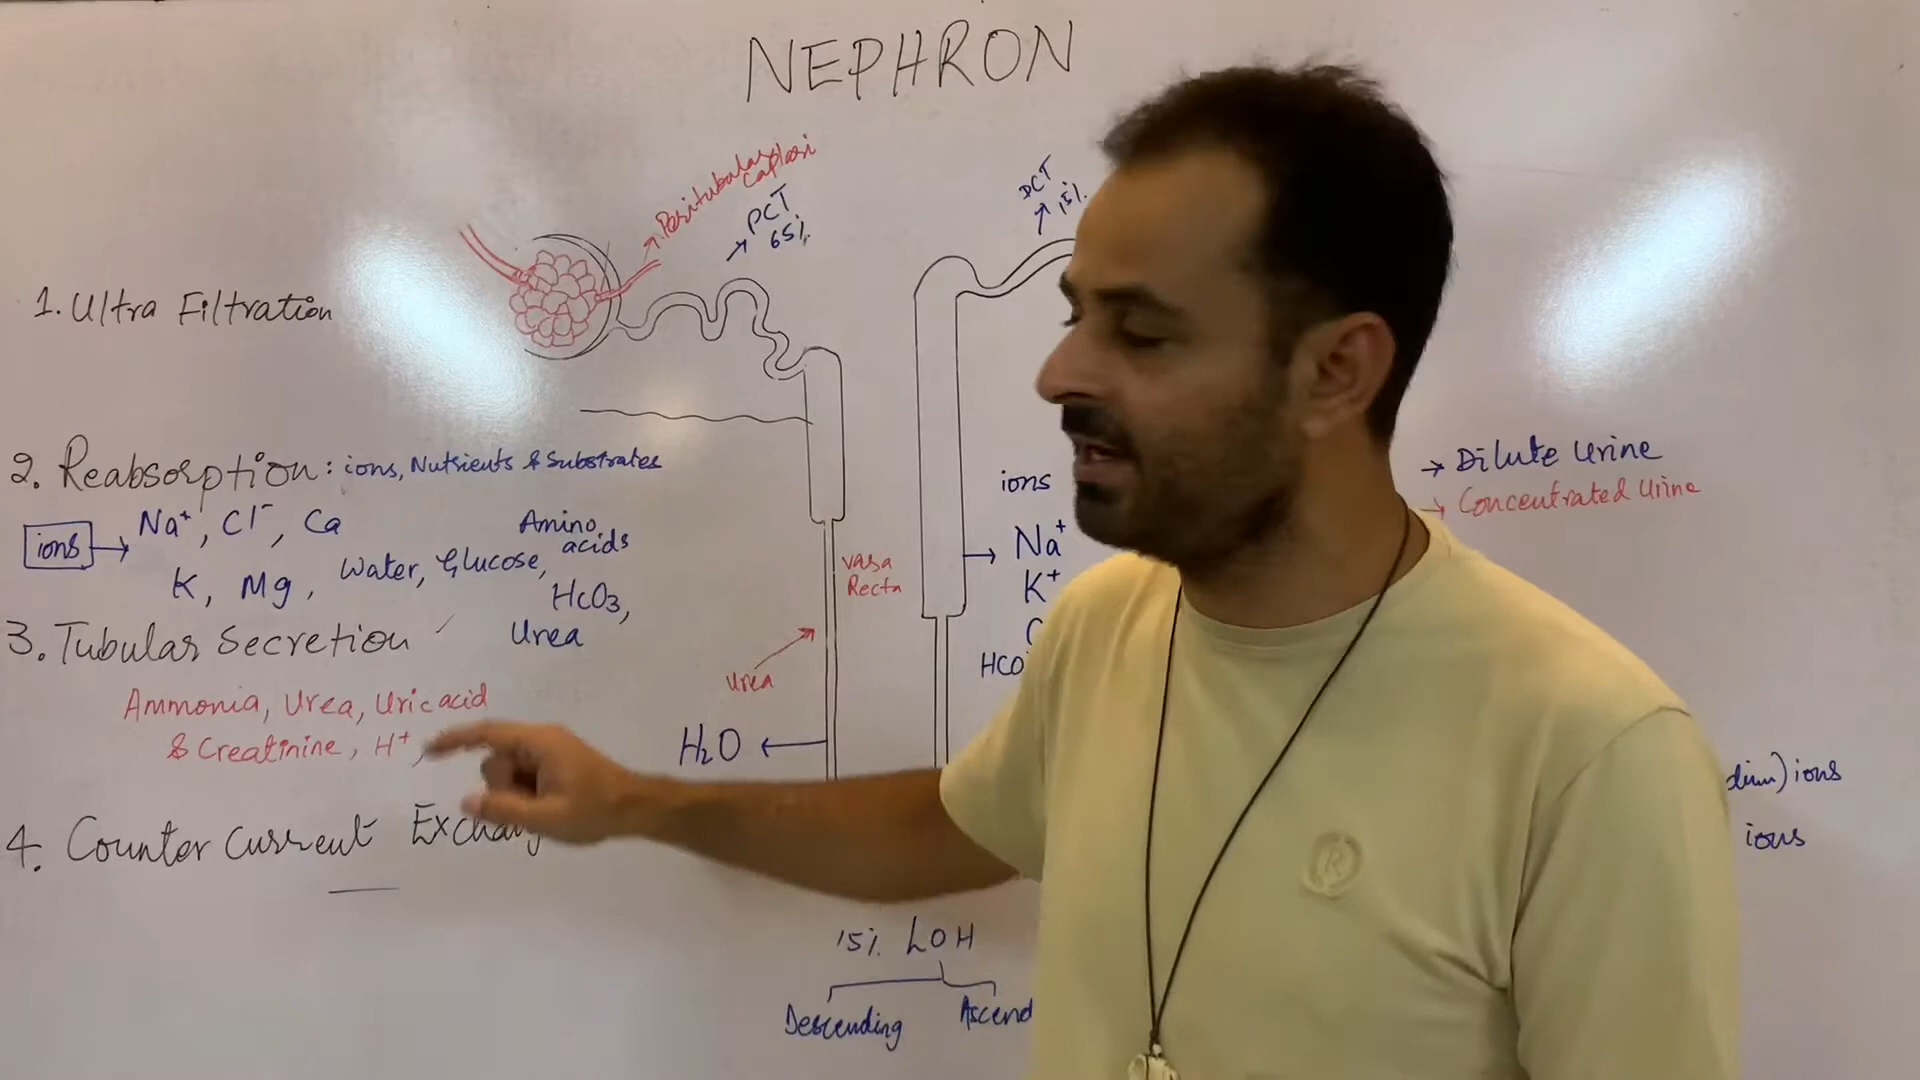 NEPHRON
Peritubular
PCT
65%
DCT
15%
1. Ultra Filtration
2. Reabsorption: ions, Nutrients & Substrates
ions → Na⁺, Cl⁻, Ca
K, Mg, Water, Glucose, Amino acids
HCO3,
Urea
3. Tubular Secretion
Ammonia, Urea, Uric acid
& Creatinine, H⁺,
4. Counter Current
vasa
Recta
Urea
H₂O
ions
Na⁺
K⁺
HCO
→ Dilute Urine
→ Concentrated Urine
ions
ions
15% LOH
Descending
R